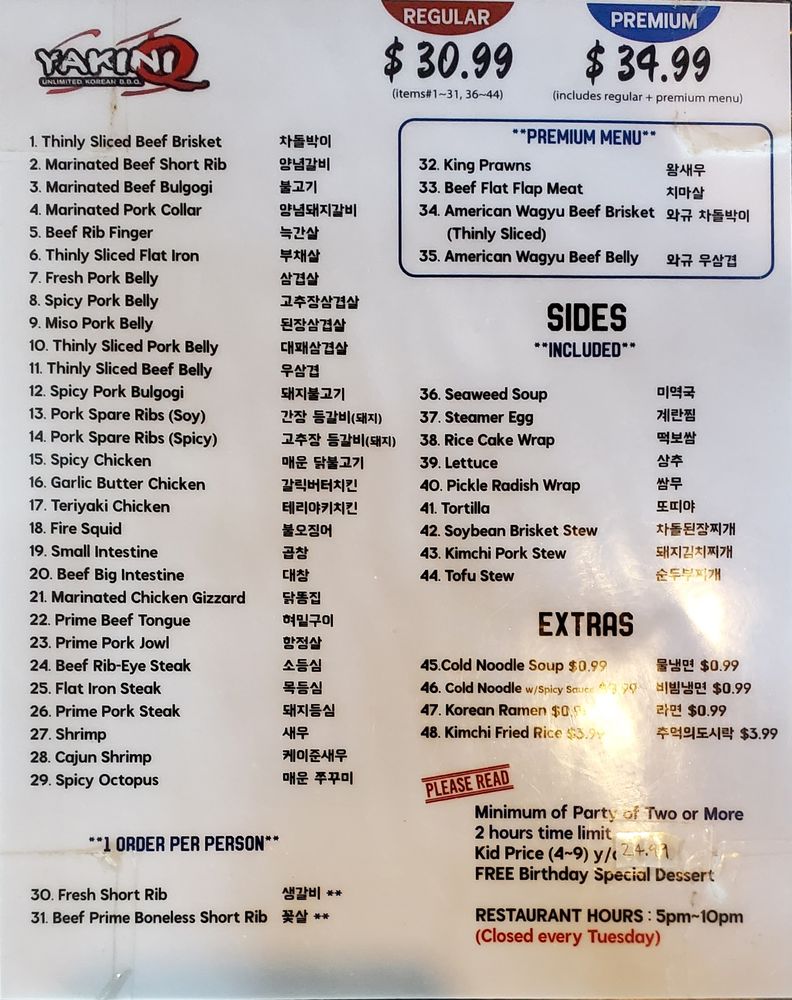 YAKINIQ
UNLIMITED KOREAN B.B.Q.
REGULAR
$ 30.99
(items#1~31, 36~44)
PREMIUM
$ 34.99
(includes regular + premium menu)
1. Thinly Sliced Beef Brisket 차돌박이
2. Marinated Beef Short Rib 양념갈비
3. Marinated Beef Bulgogi 불고기
4. Marinated Pork Collar 양념돼지갈비
5. Beef Rib Finger 늑간살
6. Thinly Sliced Flat Iron 부채살
7. Fresh Pork Belly 삼겹살
8. Spicy Pork Belly 고추장삼겹살
9. Miso Pork Belly 된장삼겹살
10. Thinly Sliced Pork Belly 대패삼겹살
11. Thinly Sliced Beef Belly 우삼겹
12. Spicy Pork Bulgogi 돼지불고기
13. Pork Spare Ribs (Soy) 간장 등갈비(돼지)
14. Pork Spare Ribs (Spicy) 고추장 등갈비(돼지)
15. Spicy Chicken 매운 닭불고기
16. Garlic Butter Chicken 갈릭버터치킨
17. Teriyaki Chicken 테리야키치킨
18. Fire Squid 불오징어
19. Small Intestine 곱창
20. Beef Big Intestine 대창
21. Marinated Chicken Gizzard 닭똥집
22. Prime Beef Tongue 혀밑구이
23. Prime Pork Jowl 항정살
24. Beef Rib-Eye Steak 소등심
25. Flat Iron Steak 목등심
26. Prime Pork Steak 돼지등심
27. Shrimp 새우
28. Cajun Shrimp 케이준새우
29. Spicy Octopus 매운 쭈꾸미
**1 ORDER PER PERSON**
30. Fresh Short Rib 생갈비 **
31. Beef Prime Boneless Short Rib 꽃살 **
**PREMIUM MENU**
32. King Prawns 왕새우
33. Beef Flat Flap Meat 치마살
34. American Wagyu Beef Brisket 와규 차돌박이
(Thinly Sliced)
35. American Wagyu Beef Belly 와규 우삼겹
SIDES
**INCLUDED**
36. Seaweed Soup 미역국
37. Steamer Egg 계란찜
38. Rice Cake Wrap 떡보쌈
39. Lettuce 상추
40. Pickle Radish Wrap 쌈무
41. Tortilla 또띠야
42. Soybean Brisket Stew 차돌된장찌개
43. Kimchi Pork Stew 돼지김치찌개
44. Tofu Stew 순두부찌개
EXTRAS
45.Cold Noodle Soup $0.99 물냉면 $0.99
46. Cold Noodle w/Spicy Sauce 비빔냉면 $0.99
47. Korean Ramen 라면 $0.99
48. Kimchi Fried Rice $3.99 추억의도시락 $3.99
PLEASE READ
Minimum of Party of Two or More
2 hours time limit
Kid Price (4~9) y/o 24.99
FREE Birthday Special Dessert
RESTAURANT HOURS : 5pm~10pm
(Closed every Tuesday)